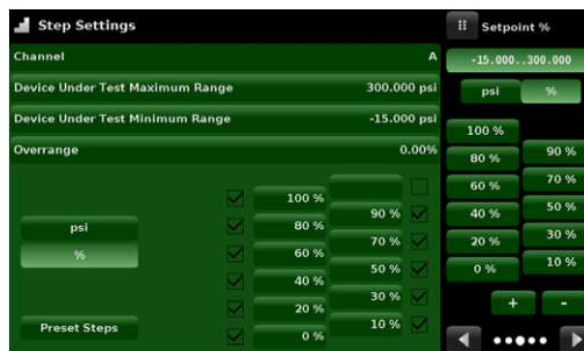 Step Settings
Channel A
Device Under Test Maximum Range 300.000 psi
Device Under Test Minimum Range -15.000 psi
Overrange 0.00%
100 %
90 %
psi
80 %
70 %
%
60 %
50 %
40 %
30 %
20 %
Preset Steps
10 %
0 %
Setpoint %
-15.000..300.000
psi %
100 %
90 %
80 %
70 %
60 %
50 %
40 %
30 %
20 %
10 %
0 %
+ -